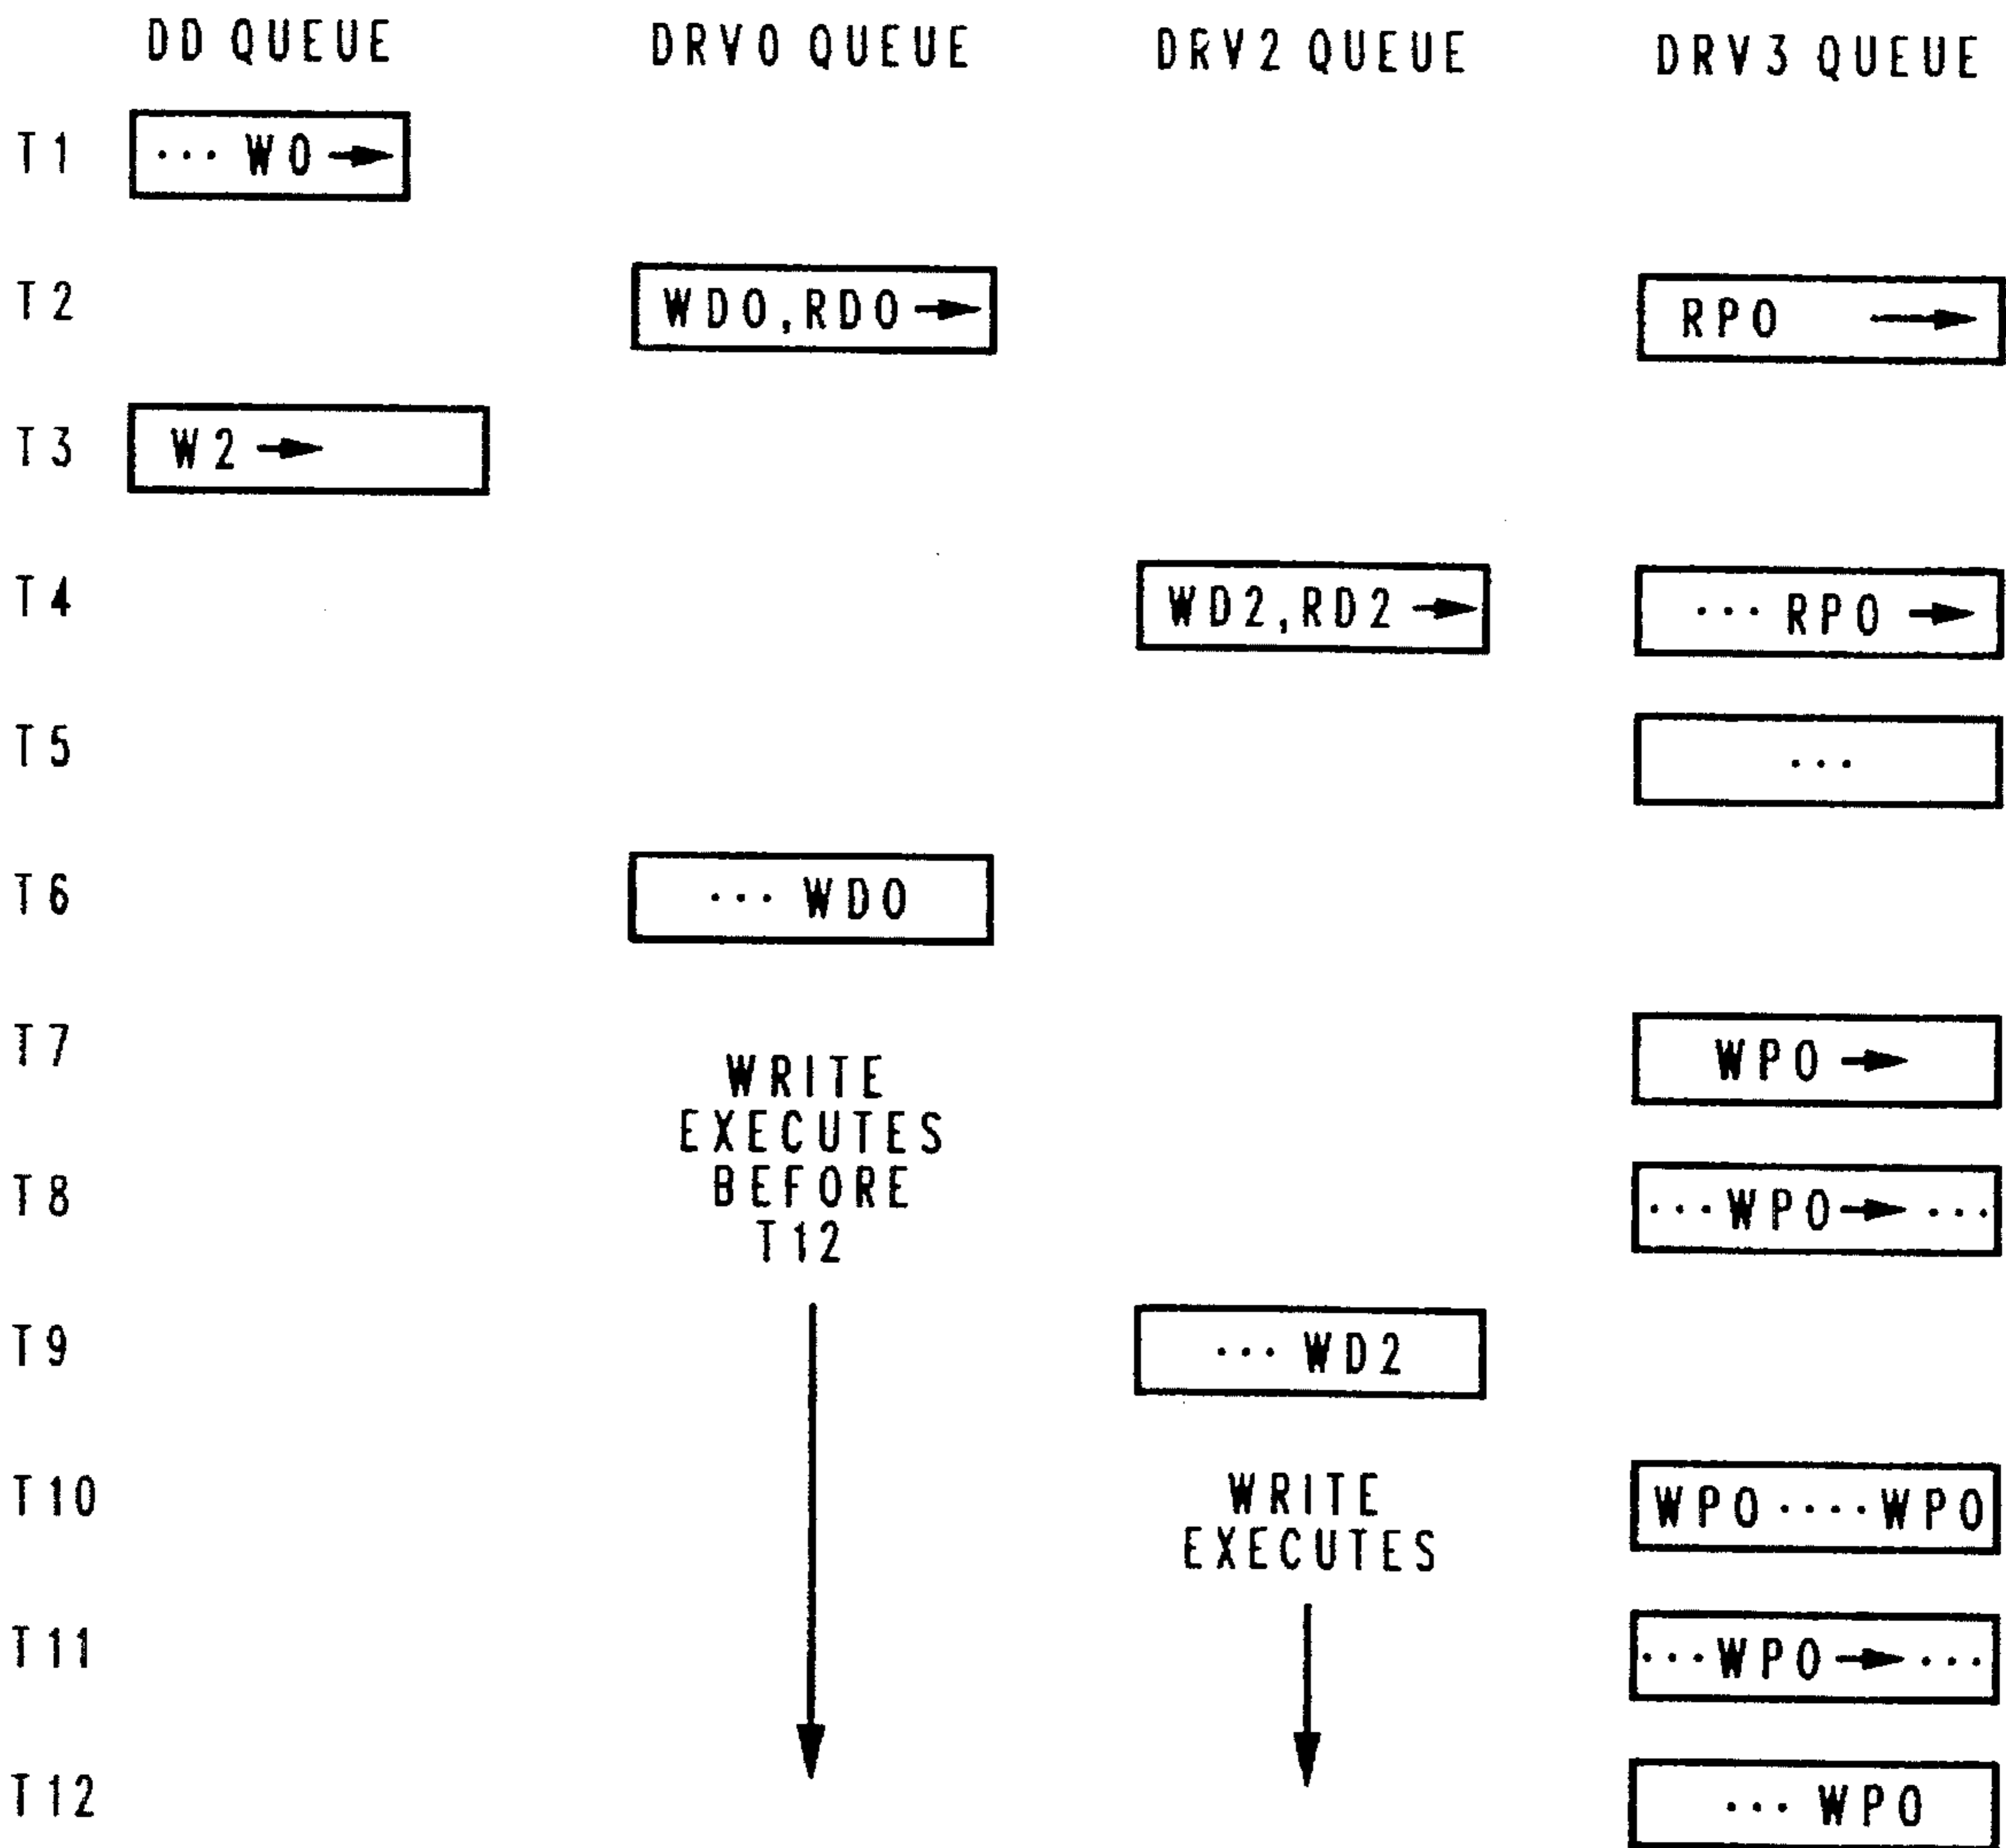 DD QUEUE DRV0 QUEUE DRV2 QUEUE DRV3 QUEUE
T1 ... W0 →
T2 WD0,RD0 → RP0 →
T3 W2 →
T4 WD2,RD2 → ... RP0 →
T5 ...
T6 ... WD0
T7 WP0 →
WRITE
EXECUTES
BEFORE
T12
T8 ...WP0→...
T9 ... WD2
T10 WP0....WP0
WRITE
EXECUTES
T11 ...WP0→...
T12 ... WP0